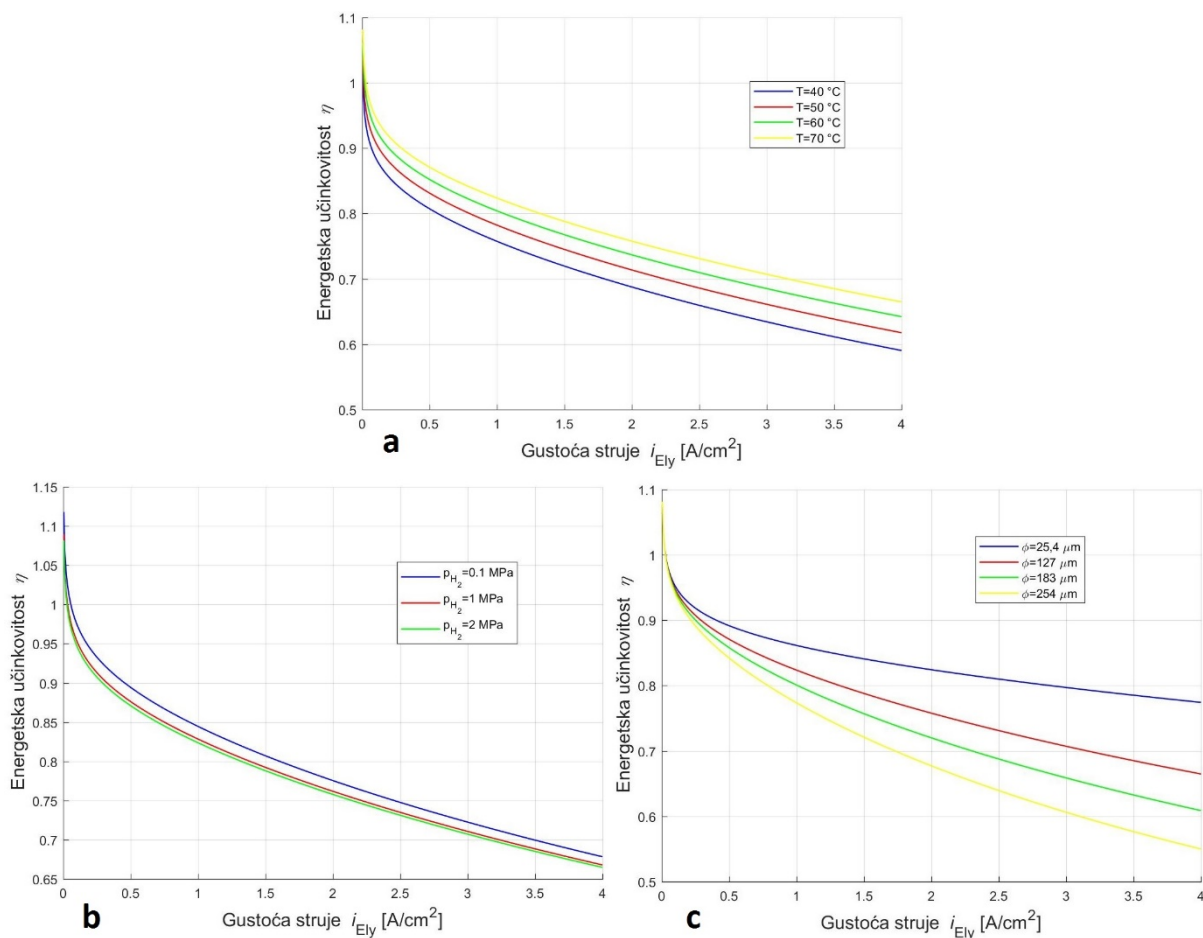 1.1
1
0.9
0.8
0.7
0.6
0.5
Energetska učinkovitost η
T=40 °C
T=50 °C
T=60 °C
T=70 °C
0 0.5 1 1.5 2 2.5 3 3.5 4
a
Gustoća struje i_Ely [A/cm²]
1.15
1.1
1.05
1
0.95
0.9
0.85
0.8
0.75
0.7
0.65
Energetska učinkovitost η
p_H₂=0.1 MPa
p_H₂=1 MPa
p_H₂=2 MPa
0 0.5 1 1.5 2 2.5 3 3.5 4
b
Gustoća struje i_Ely [A/cm²]
1.1
1
0.9
0.8
0.7
0.6
0.5
Energetska učinkovitost η
ϕ=25,4 μm
ϕ=127 μm
ϕ=183 μm
ϕ=254 μm
0 0.5 1 1.5 2 2.5 3 3.5 4
c
Gustoća struje i_Ely [A/cm²]